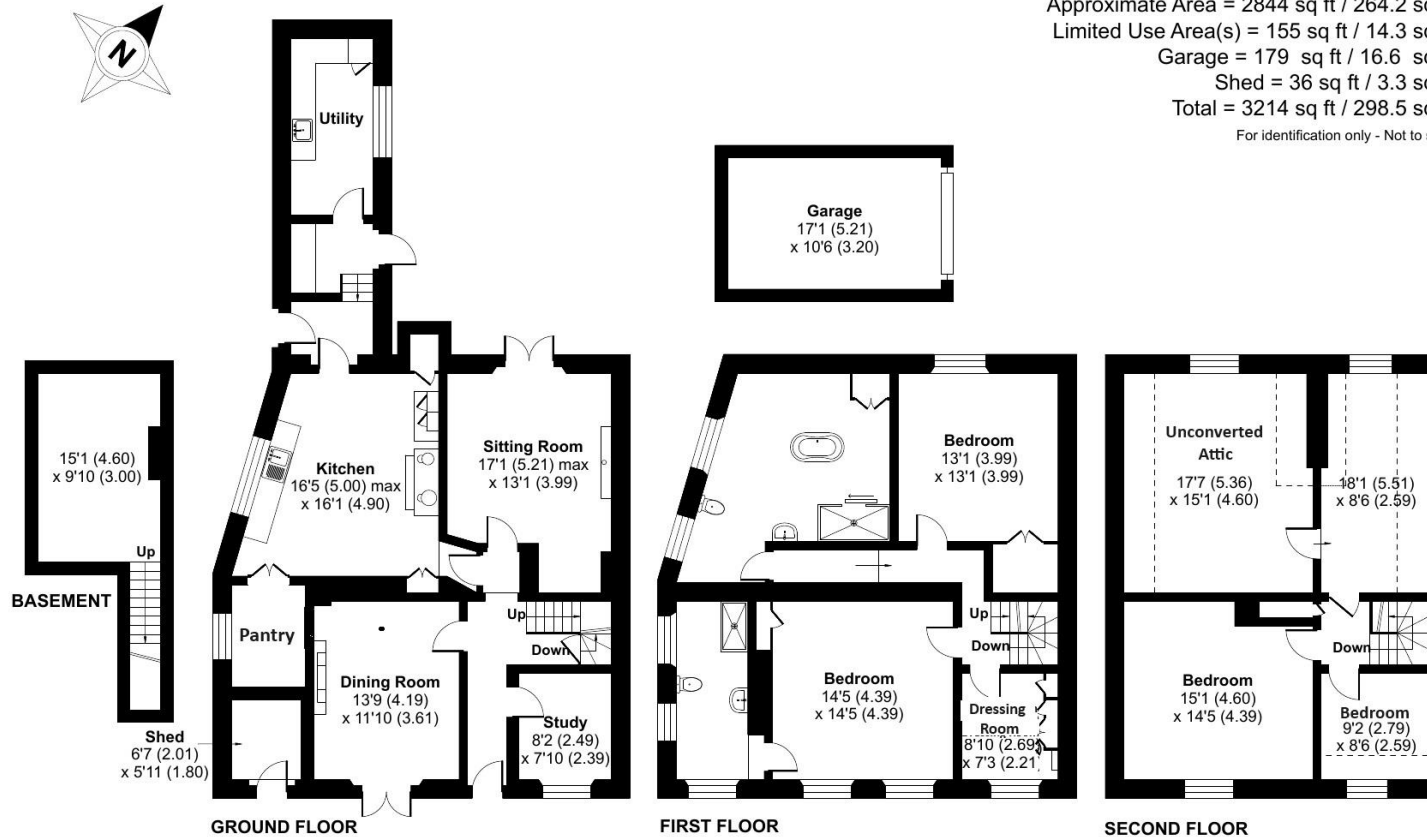 Approximate Area = 2844 sq ft / 264.2 sq
Limited Use Area(s) = 155 sq ft / 14.3 sq
Garage = 179 sq ft / 16.6 sq
Shed = 36 sq ft / 3.3 sq
Total = 3214 sq ft / 298.5 sq
For identification only - Not to
N
Utility
Garage
17'1 (5.21)
x 10'6 (3.20)
15'1 (4.60)
x 9'10 (3.00)
Up
BASEMENT
Kitchen
16'5 (5.00) max
x 16'1 (4.90)
Sitting Room
17'1 (5.21) max
x 13'1 (3.99)
Pantry
Up
Down
Dining Room
13'9 (4.19)
x 11'10 (3.61)
Study
8'2 (2.49)
x 7'10 (2.39)
Shed
6'7 (2.01)
x 5'11 (1.80)
GROUND FLOOR
Bedroom
13'1 (3.99)
x 13'1 (3.99)
Up
Down
Bedroom
14'5 (4.39)
x 14'5 (4.39)
Dressing
Room
8'10 (2.69)
x 7'3 (2.21
FIRST FLOOR
Unconverted
Attic
17'7 (5.36)
x 15'1 (4.60)
18'1 (5.51)
x 8'6 (2.59)
Down
Bedroom
15'1 (4.60)
x 14'5 (4.39)
Bedroom
9'2 (2.79)
x 8'6 (2.59)
SECOND FLOOR